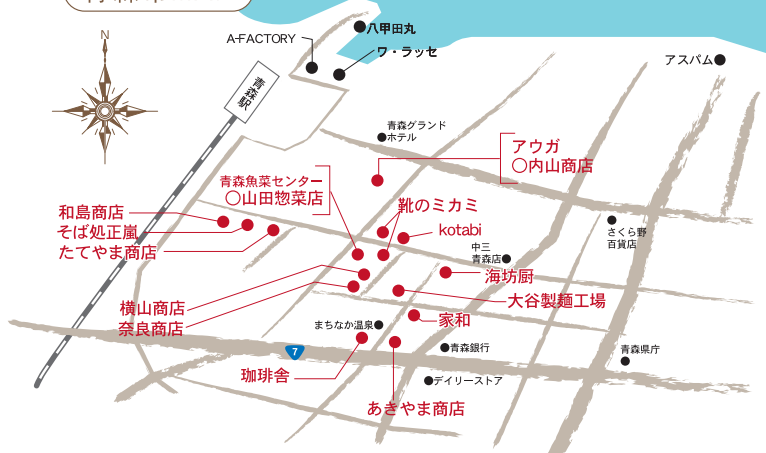 八甲田丸
A-FACTORY
ワ・ラッセ
アスパム
N
青森駅
青森グランド
ホテル
アウガ
〇内山商店
青森魚菜センター
〇山田惣菜店
靴のミカミ
和島商店
そば処正嵐
たてやま商店
kotabi
さくら野
百貨店
中三
青森店
海坊厨
横山商店
奈良商店
大谷製麺工場
まちなか温泉
家和
7
青森銀行
青森県庁
珈琲舎
デイリーストア
あきやま商店